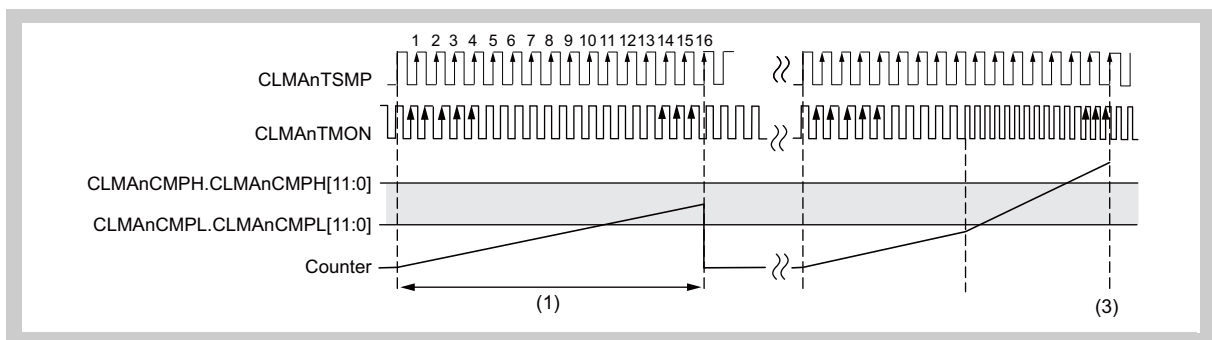 1 2 3 4 5 6 7 8 9 10 11 12 13 14 15 16
CLMAnTSMP
CLMAnTMON
CLMAnCMPH.CLMAnCMPH[11:0]
CLMAnCMPL.CLMAnCMPL[11:0]
Counter
(1) (3)